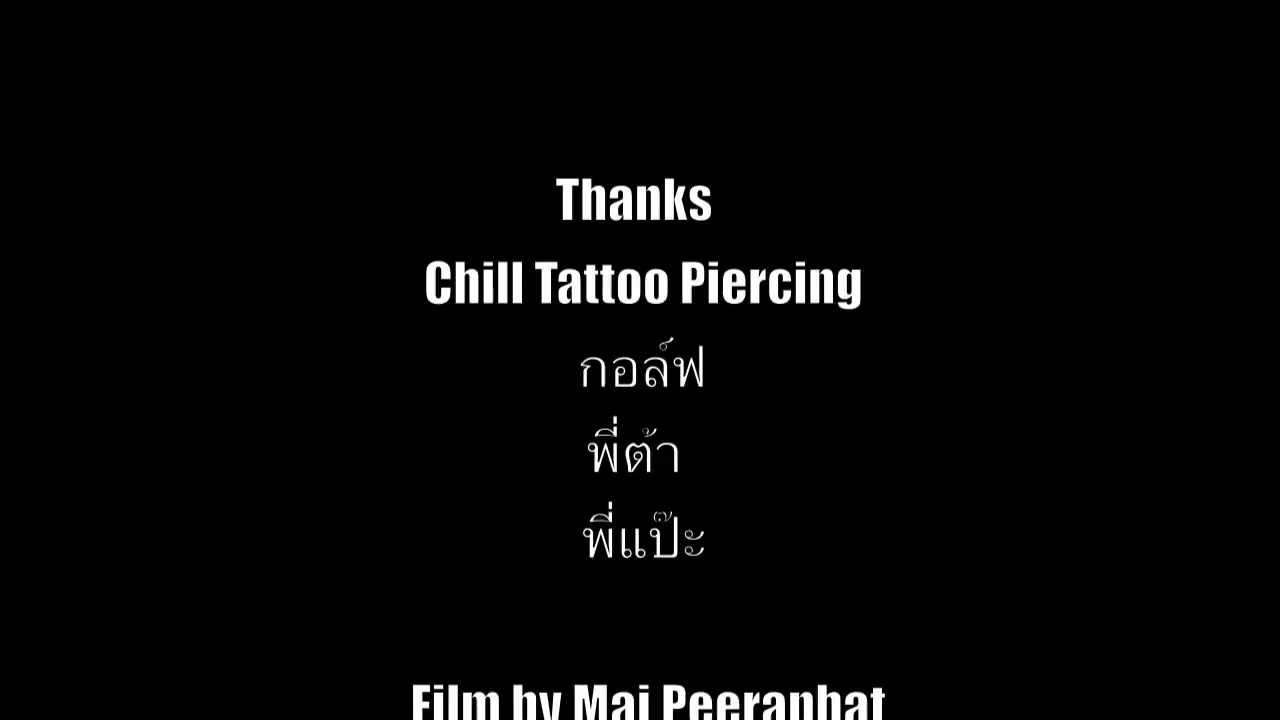 Thanks
Chill Tattoo Piercing
กอล์ฟ
พี่ต้า
พี่แป๊ะ
Film by Mai Peeraphat